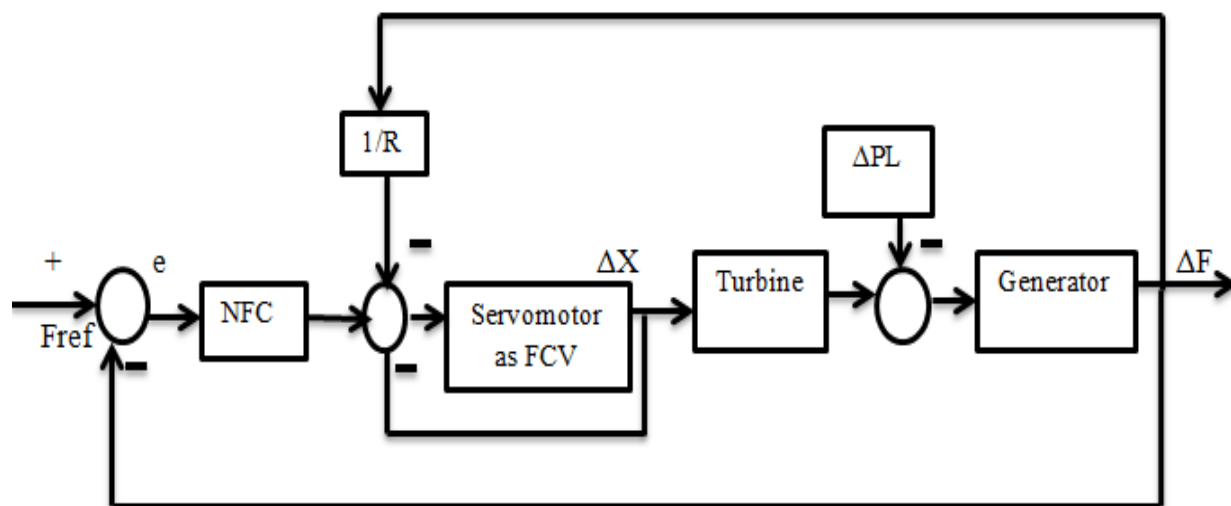 1/R
ΔPL
+
e
Fref
NFC
Servomotor
as FCV
ΔX
Turbine
Generator
ΔF